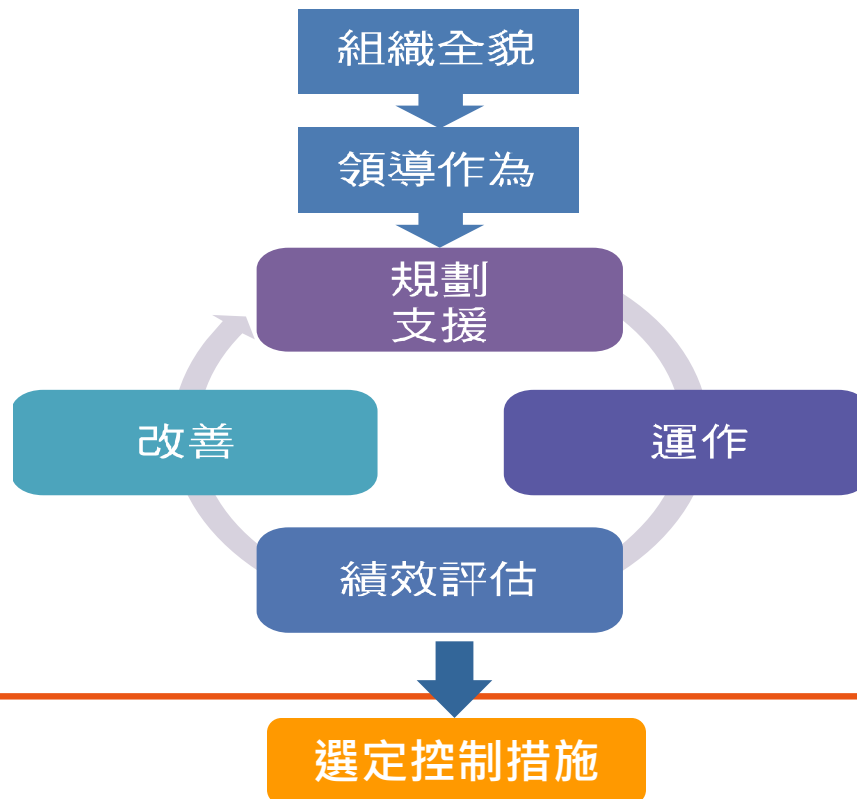 組織全貌
領導作為
規劃
支援
改善
運作
績效評估
選定控制措施